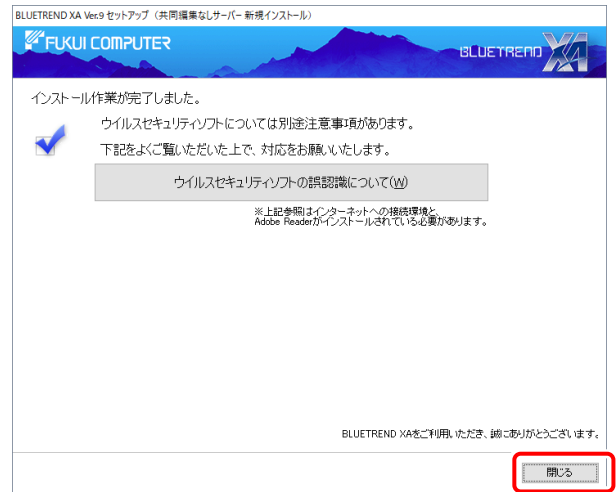 BLUETREND XA Ver.9 セットアップ（共同編集なしサーバー 新規インストール）
FUKUI COMPUTER
BLUETREND XA
インストール作業が完了しました。
ウイルスセキュリティソフトについては別途注意事項があります。
下記をよくご覧いただいた上で、対応をお願いいたします。
ウイルスセキュリティソフトの誤認識について(W)
※上記参照はインターネットへの接続環境と、
Adobe Readerがインストールされている必要があります。
BLUETREND XAをご利用いただき、誠にありがとうございます。
閉じる